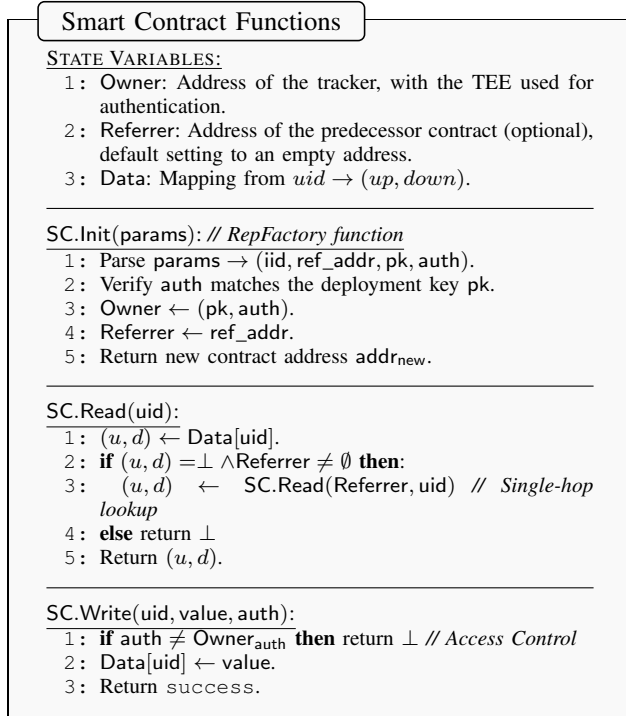 Smart Contract Functions
STATE VARIABLES:
1: Owner: Address of the tracker, with the TEE used for
authentication.
2: Referrer: Address of the predecessor contract (optional),
default setting to an empty address.
3: Data: Mapping from uid → (up, down).
SC.Init(params): // RepFactory function
1: Parse params → (iid, ref_addr, pk, auth).
2: Verify auth matches the deployment key pk.
3: Owner ← (pk, auth).
4: Referrer ← ref_addr.
5: Return new contract address addr_new.
SC.Read(uid):
1: (u, d) ← Data[uid].
2: if (u, d) =⊥ ∧Referrer ≠ ∅ then:
3: (u, d) ← SC.Read(Referrer, uid) // Single-hop
lookup
4: else return ⊥
5: Return (u, d).
SC.Write(uid, value, auth):
1: if auth ≠ Owner_auth then return ⊥ // Access Control
2: Data[uid] ← value.
3: Return success.